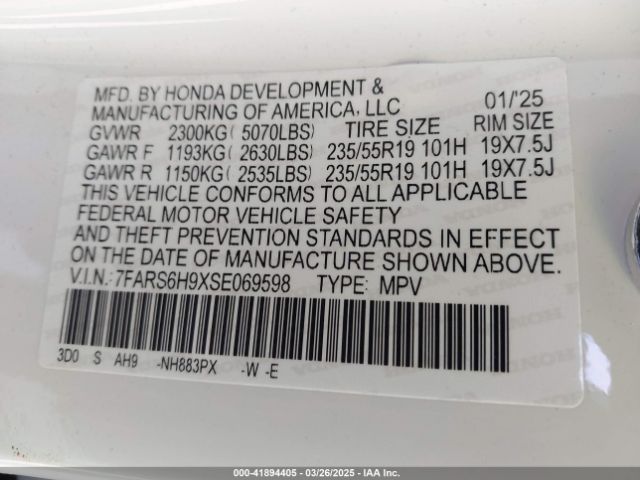 MFD. BY HONDA DEVELOPMENT &
MANUFACTURING OF AMERICA, LLC 01/'25
GVWR 2300KG( 5070LBS) TIRE SIZE RIM SIZE
GAWR F 1193KG( 2630LBS) 235/55R19 101H 19X7.5J
GAWR R 1150KG( 2535LBS) 235/55R19 101H 19X7.5J
THIS VEHICLE CONFORMS TO ALL APPLICABLE
FEDERAL MOTOR VEHICLE SAFETY
AND THEFT PREVENTION STANDARDS IN EFFECT
ON THE DATE OF MANUFACTURE SHOWN ABOVE.
V.I.N.:7FARS6H9XSE069598 TYPE: MPV
3D0 S AH9 -NH883PX -W -E
000-41894405 - 03/26/2025 - IAAI.COM